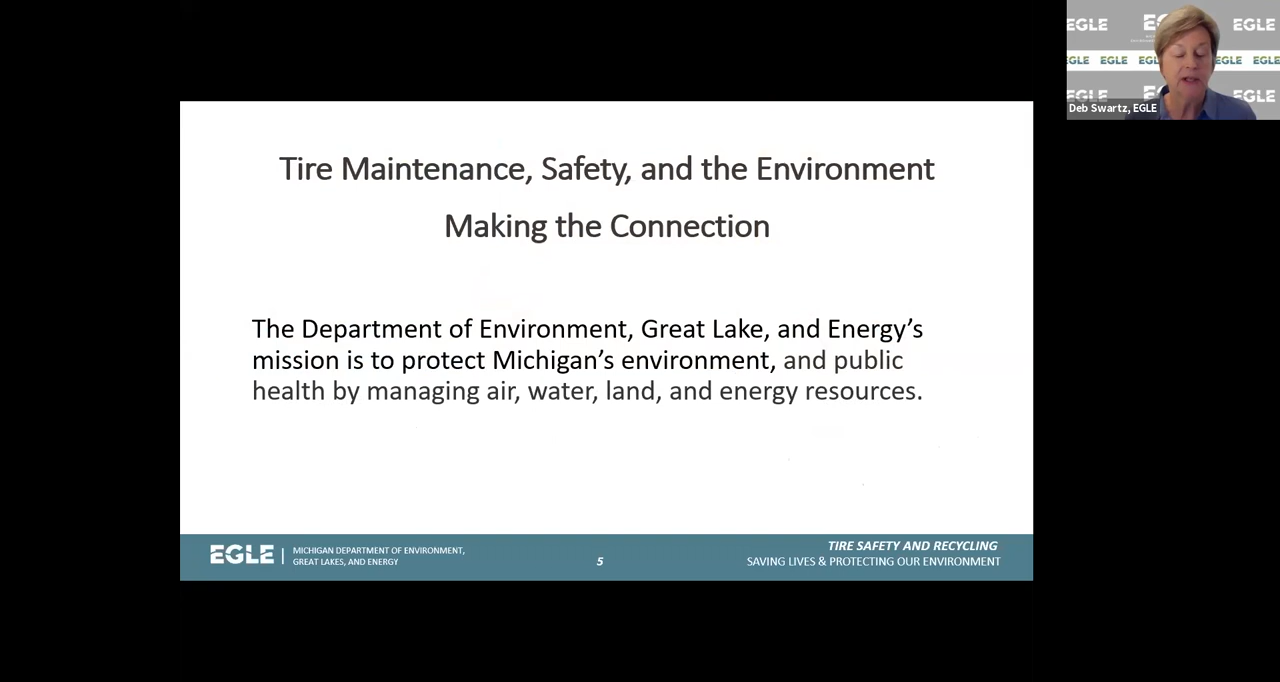 Tire Maintenance, Safety, and the Environment
Making the Connection
The Department of Environment, Great Lake, and Energy’s
mission is to protect Michigan’s environment, and public
health by managing air, water, land, and energy resources.
EGLE
MICHIGAN DEPARTMENT OF ENVIRONMENT,
GREAT LAKES, AND ENERGY
5
TIRE SAFETY AND RECYCLING
SAVING LIVES & PROTECTING OUR ENVIRONMENT
EGLE EGLE
EGLE EGLE EGLE EGLE
EGLE EGLE
Deb Swartz, EGLE